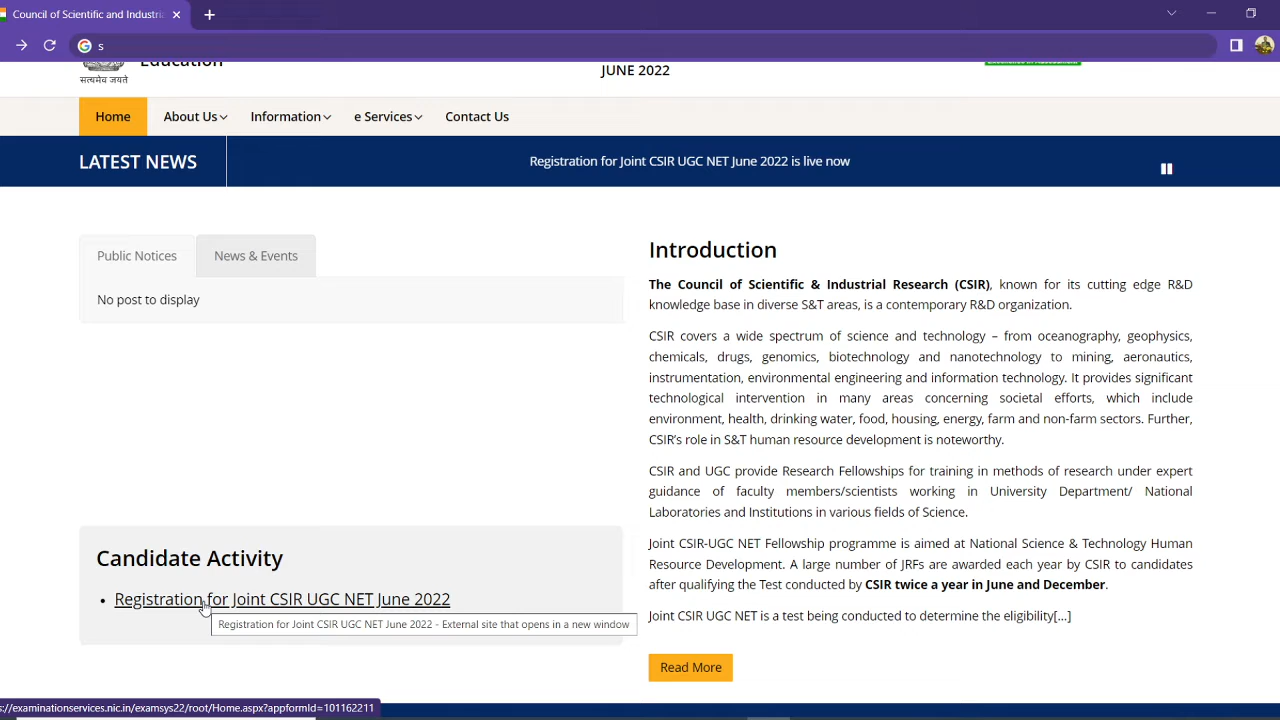 Council of Scientific and Industria
s
Education
JUNE 2022
सत्यमेव जयते
Home
About Us
Information
e Services
Contact Us
LATEST NEWS
Registration for Joint CSIR UGC NET June 2022 is live now
Public Notices
News & Events
No post to display
Candidate Activity
• Registration for Joint CSIR UGC NET June 2022
Registration for Joint CSIR UGC NET June 2022 - External site that opens in a new window
Introduction
The Council of Scientific & Industrial Research (CSIR), known for its cutting edge R&D
knowledge base in diverse S&T areas, is a contemporary R&D organization.
CSIR covers a wide spectrum of science and technology – from oceanography, geophysics,
chemicals, drugs, genomics, biotechnology and nanotechnology to mining, aeronautics,
instrumentation, environmental engineering and information technology. It provides significant
technological intervention in many areas concerning societal efforts, which include
environment, health, drinking water, food, housing, energy, farm and non-farm sectors. Further,
CSIR's role in S&T human resource development is noteworthy.
CSIR and UGC provide Research Fellowships for training in methods of research under expert
guidance of faculty members/scientists working in University Department/ National
Laboratories and Institutions in various fields of Science.
Joint CSIR-UGC NET Fellowship programme is aimed at National Science & Technology Human
Resource Development. A large number of JRFs are awarded each year by CSIR to candidates
after qualifying the Test conducted by CSIR twice a year in June and December.
Joint CSIR UGC NET is a test being conducted to determine the eligibility[...]
Read More
s://examinationservices.nic.in/examsys22/root/Home.aspx?appformId=101162211